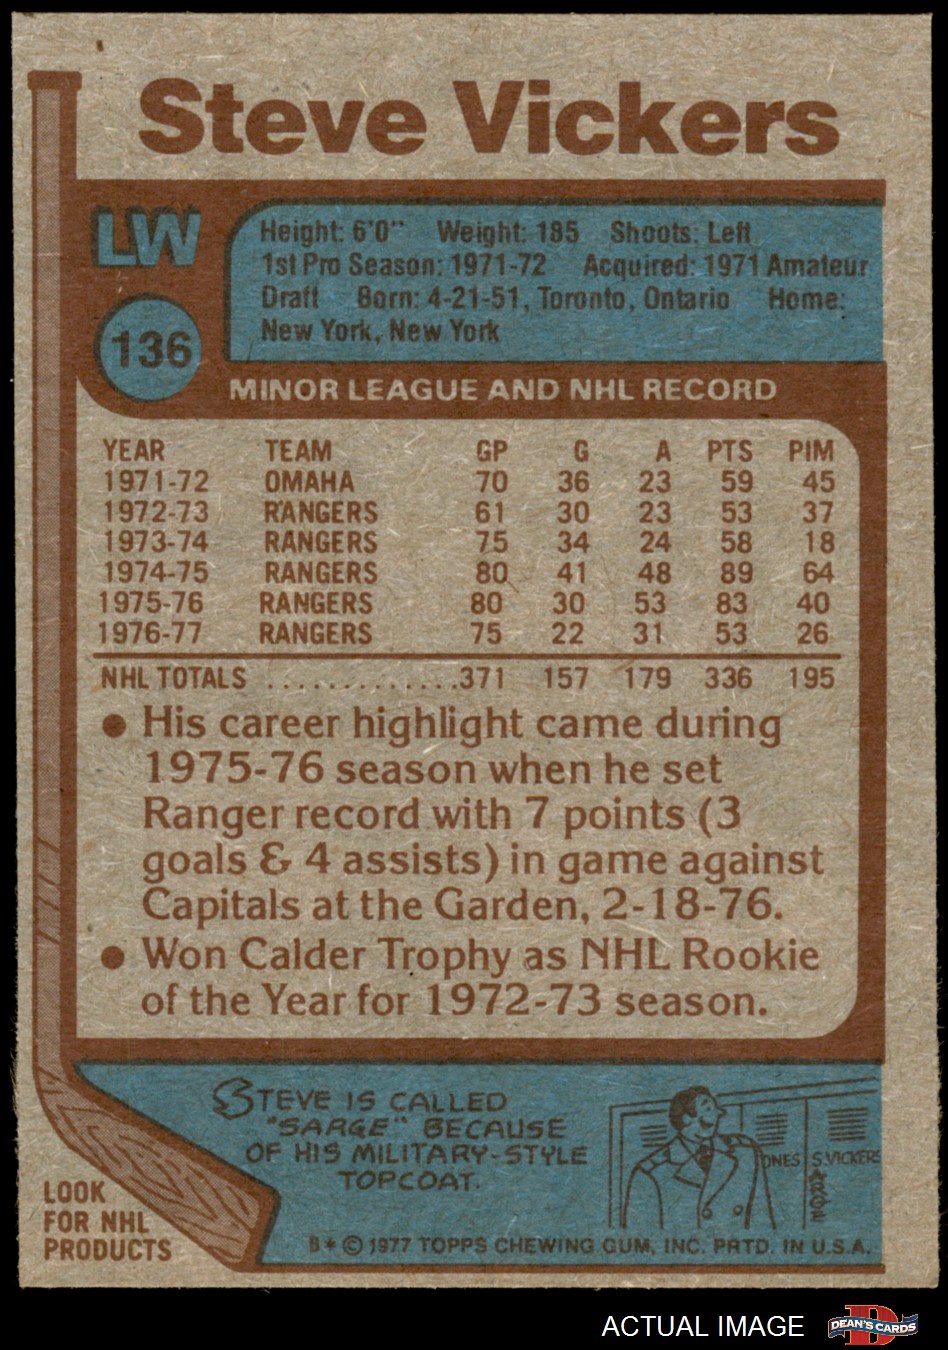 Steve Vickers
LW
136
Height: 6'0" Weight: 185 Shoots: Left
1st Pro Season: 1971-72 Acquired: 1971 Amateur
Draft Born: 4-21-51, Toronto, Ontario Home:
New York, New York
MINOR LEAGUE AND NHL RECORD
YEAR TEAM GP G A PTS PIM
1971-72 OMAHA 70 36 23 59 45
1972-73 RANGERS 61 30 23 53 37
1973-74 RANGERS 75 34 24 58 18
1974-75 RANGERS 80 41 48 89 64
1975-76 RANGERS 80 30 53 83 40
1976-77 RANGERS 75 22 31 53 26
NHL TOTALS ..............371 157 179 336 195
● His career highlight came during
1975-76 season when he set
Ranger record with 7 points (3
goals & 4 assists) in game against
Capitals at the Garden, 2-18-76.
● Won Calder Trophy as NHL Rookie
of the Year for 1972-73 season.
STEVE IS CALLED
"SARGE" BECAUSE
OF HIS MILITARY-STYLE
TOPCOAT.
ONES S. VICKERS
LOOK
FOR NHL
PRODUCTS
B* © 1977 TOPPS CHEWING GUM, INC. PRTD. IN U.S.A.
ACTUAL IMAGE
D
DEAN'S CARDS